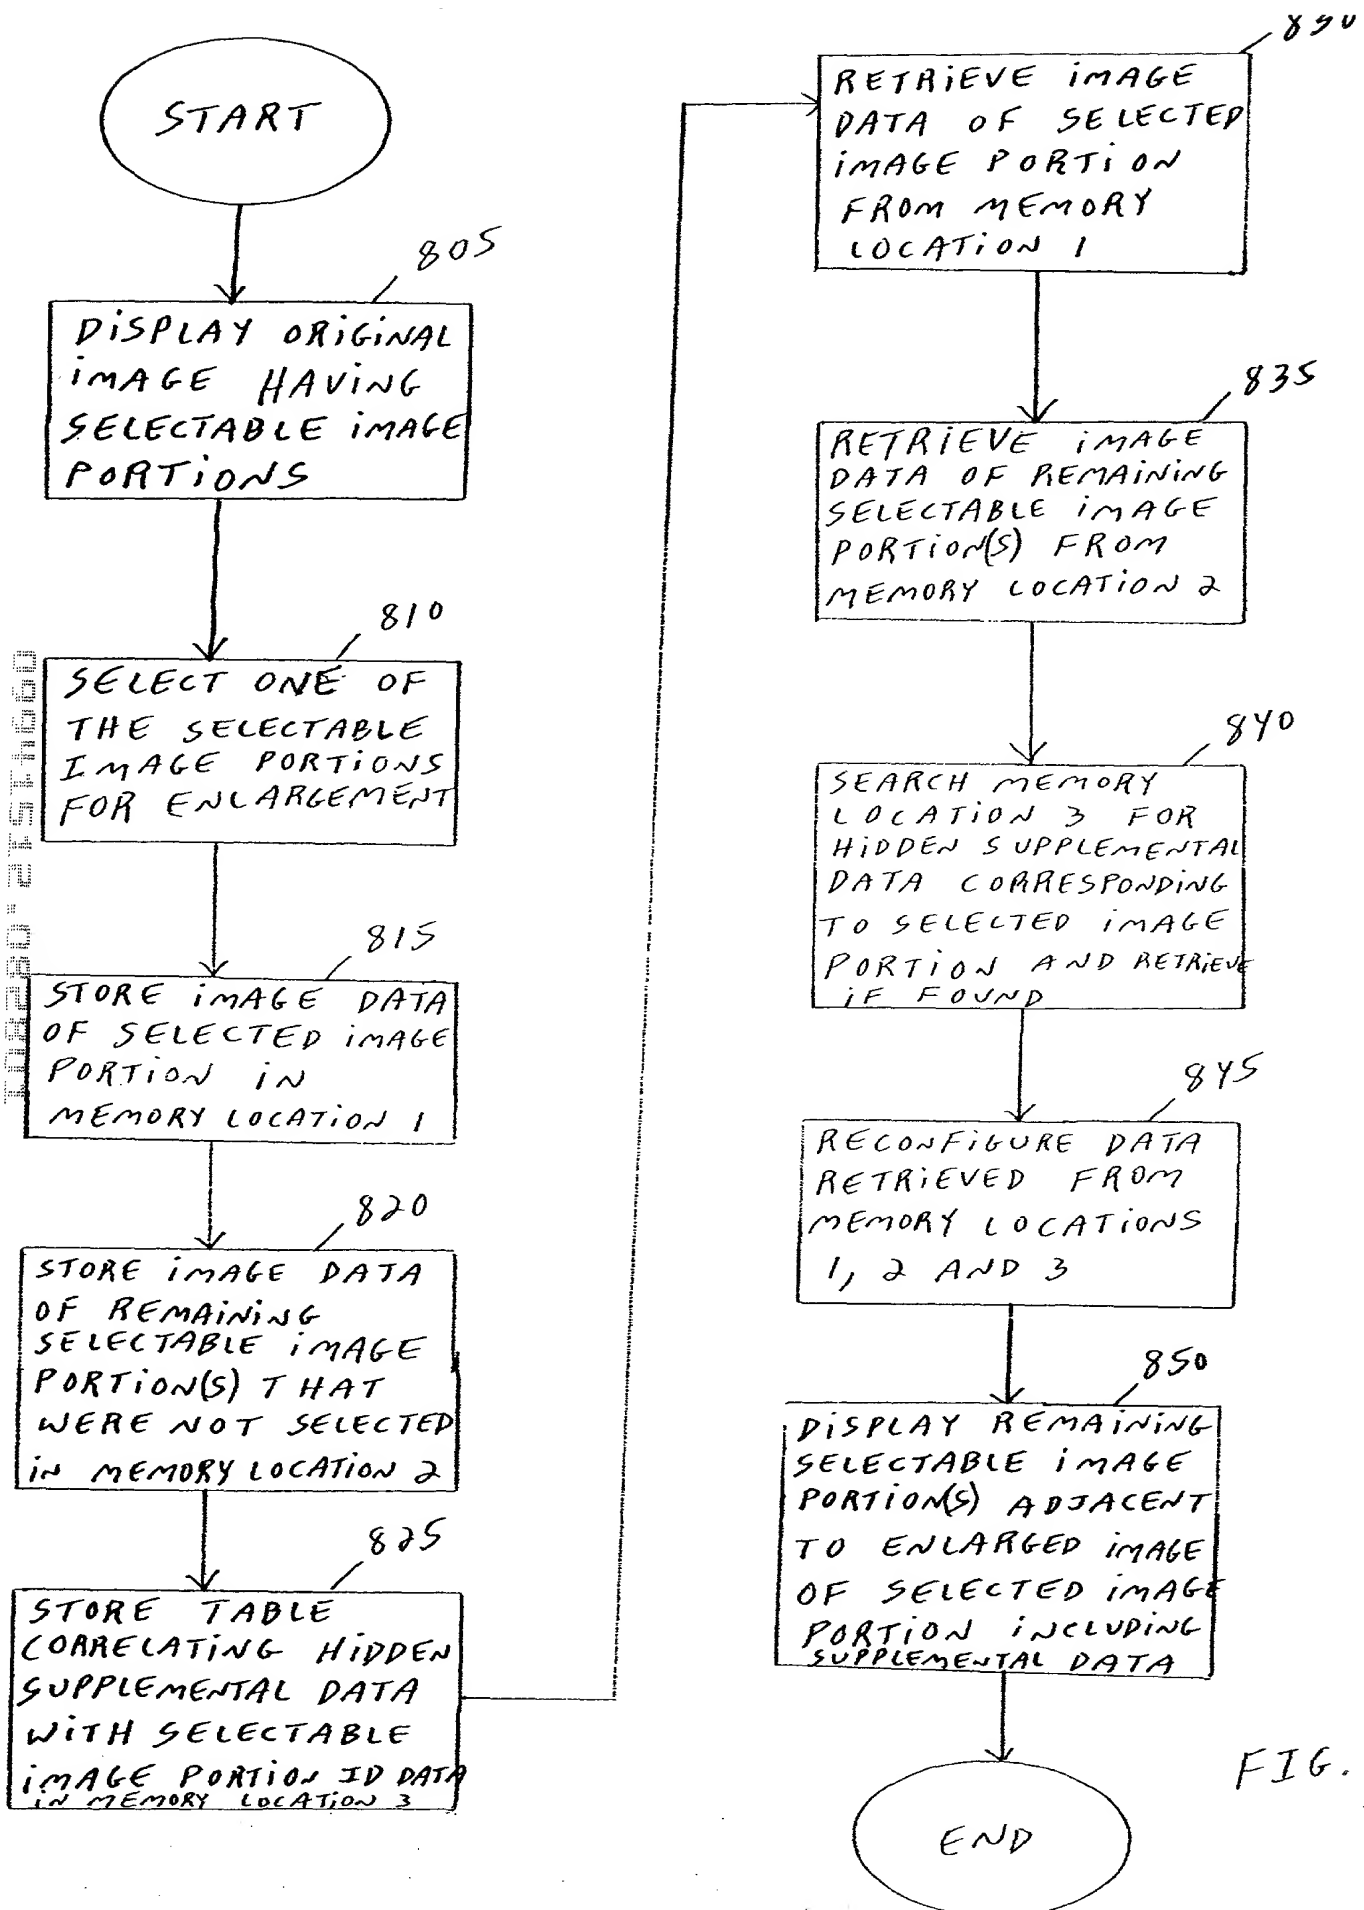 START
805
DISPLAY ORIGINAL
IMAGE HAVING
SELECTABLE IMAGE
PORTIONS
810
SELECT ONE OF
THE SELECTABLE
IMAGE PORTIONS
FOR ENLARGEMENT
815
STORE IMAGE DATA
OF SELECTED IMAGE
PORTION IN
MEMORY LOCATION 1
820
STORE IMAGE DATA
OF REMAINING
SELECTABLE IMAGE
PORTION(S) THAT
WERE NOT SELECTED
IN MEMORY LOCATION 2
825
STORE TABLE
CORRELATING HIDDEN
SUPPLEMENTAL DATA
WITH SELECTABLE
IMAGE PORTION ID DATA
IN MEMORY LOCATION 3
830
RETRIEVE IMAGE
DATA OF SELECTED
IMAGE PORTION
FROM MEMORY
LOCATION 1
835
RETRIEVE IMAGE
DATA OF REMAINING
SELECTABLE IMAGE
PORTION(S) FROM
MEMORY LOCATION 2
840
SEARCH MEMORY
LOCATION 3 FOR
HIDDEN SUPPLEMENTAL
DATA CORRESPONDING
TO SELECTED IMAGE
PORTION AND RETRIEVE
IF FOUND
845
RECONFIGURE DATA
RETRIEVED FROM
MEMORY LOCATIONS
1, 2 AND 3
850
DISPLAY REMAINING
SELECTABLE IMAGE
PORTION(S) ADJACENT
TO ENLARGED IMAGE
OF SELECTED IMAGE
PORTION INCLUDING
SUPPLEMENTAL DATA
END
FIG.